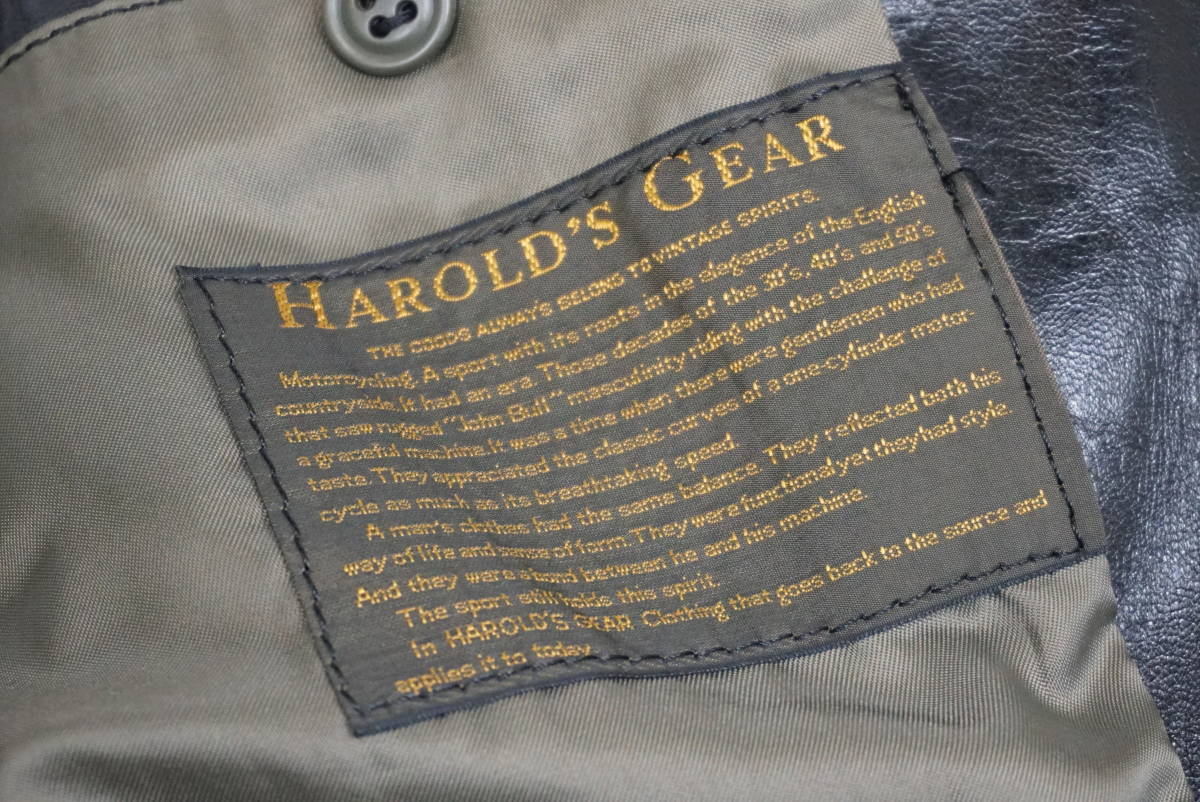 HAROLD'S GEAR
THE GOODS ALWAYS BELONG TO VINTAGE SPIRITS.
Motorcycling. A sport with its roots in the elegance of the English
countryside. It had an era. Those decades of the 30's, 40's and 50's
that saw rugged "John Bull" masculinity riding with the challenge of
a graceful machine. It was a time when there were gentlemen who had
taste. They appreciated the classic curves of a one-cylinder motor-
cycle as much as its breathtaking speed.
A man's clothes had the same balance. They reflected both his
way of life and sense of form. They were functional yet they had style.
And they were a bond between he and his machine.
The sport still holds this spirit.
In HAROLD'S GEAR. Clothing that goes back to the source and
applies it to today.